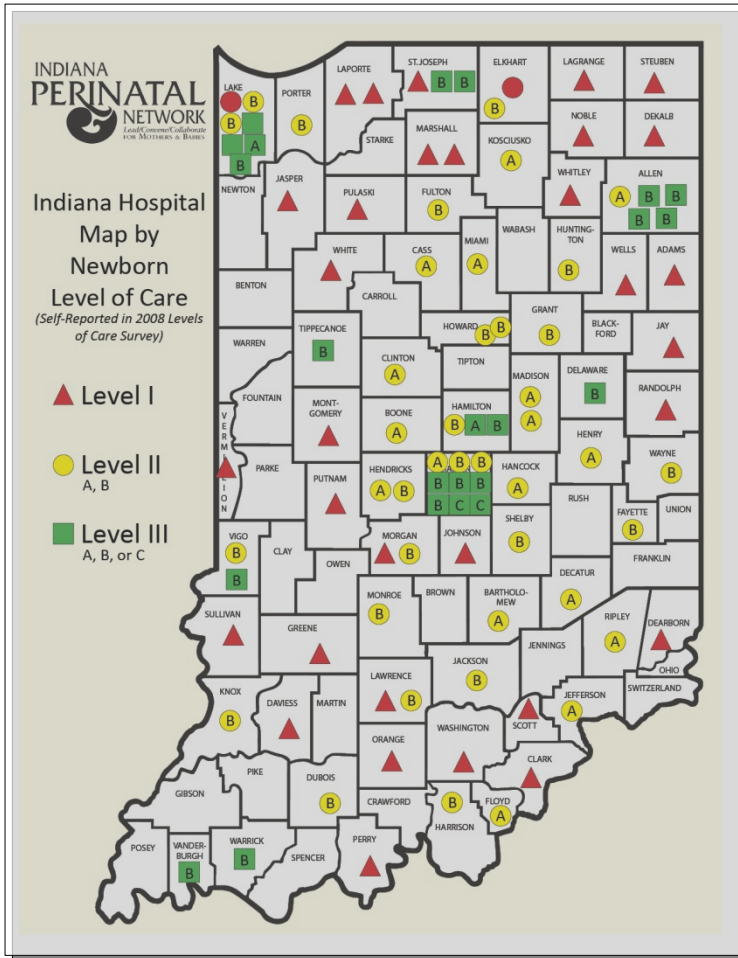 INDIANA
PERINATAL
NETWORK
Lead/Convene/Collaborate
FOR MOTHERS & BABIES
Indiana Hospital
Map by
Newborn
Level of Care
(Self-Reported in 2008 Levels
of Care Survey)
Level I
Level II
A, B
Level III
A, B, or C
LAKE
B
B
A
B
PORTER
B
LAPORTE
ST.JOSEPH
B B
ELKHART
B
LAGRANGE
STEUBEN
STARKE
MARSHALL
KOSCIUSKO
A
NOBLE
DEKALB
NEWTON
JASPER
PULASKI
FULTON
B
WHITLEY
ALLEN
A B B
B B
WHITE
CASS
A
MIAMI
A
WABASH
HUNTING-
TON
B
WELLS
ADAMS
BENTON
CARROLL
HOWARD
B B
GRANT
B
BLACK-
FORD
JAY
WARREN
TIPPECANOE
B
CLINTON
A
TIPTON
MADISON
A
A
DELAWARE
B
RANDOLPH
FOUNTAIN
MONT-
GOMERY
BOONE
A
HAMILTON
B A B
HENRY
A
WAYNE
B
VERMILLION
PARKE
PUTNAM
HENDRICKS
A B
A B B
B B B
B C C
HANCOCK
A
RUSH
FAYETTE
B
UNION
VIGO
B
B
CLAY
OWEN
MORGAN
B
JOHNSON
SHELBY
B
FRANKLIN
SULLIVAN
GREENE
MONROE
B
BROWN
BARTHOLO-
MEW
A
DECATUR
A
RIPLEY
A
DEARBORN
OHIO
JENNINGS
KNOX
B
DAVIESS
MARTIN
LAWRENCE
B
JACKSON
B
SCOTT
JEFFERSON
A
SWITZERLAND
ORANGE
WASHINGTON
CLARK
GIBSON
PIKE
DUBOIS
B
CRAWFORD
B
HARRISON
FLOYD
A
POSEY
VANDER-
BURGH
B
WARRICK
B
SPENCER
PERRY